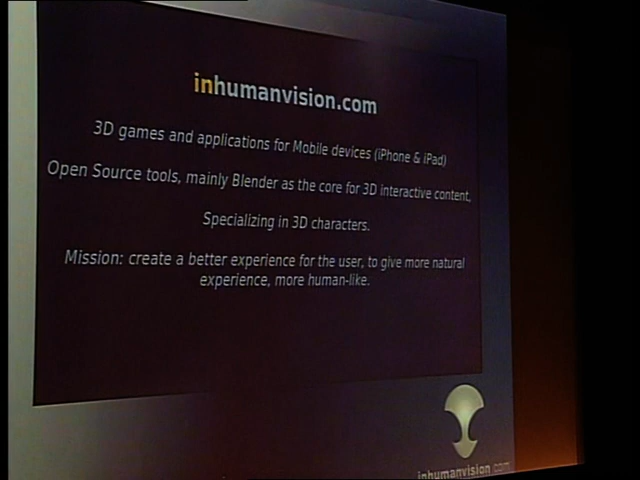 inhumanvision.com
3D games and applications for Mobile devices (iPhone & iPad)
Open Source tools, mainly Blender as the core for 3D interactive content,
Specializing in 3D characters.
Mission: create a better experience for the user, to give more natural
experience, more human-like.
inhumanvision.com